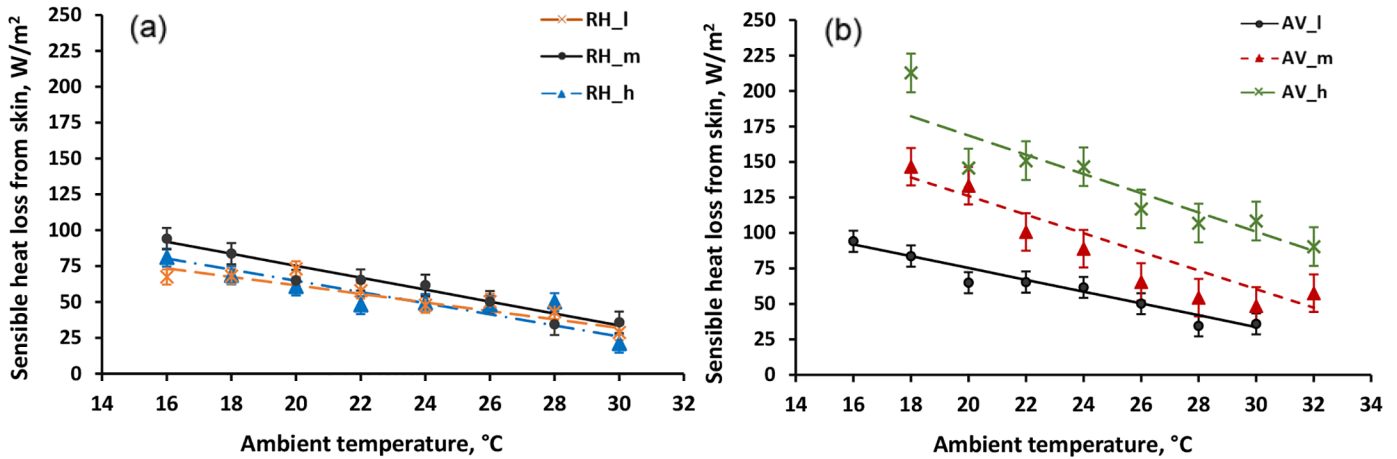 (a)
RH_l
RH_m
RH_h
Sensible heat loss from skin, W/m²
250
225
200
175
150
125
100
75
50
25
0
14 16 18 20 22 24 26 28 30 32
Ambient temperature, °C
(b)
AV_l
AV_m
AV_h
Sensible heat loss from skin, W/m²
250
225
200
175
150
125
100
75
50
25
0
14 16 18 20 22 24 26 28 30 32 34
Ambient temperature, °C